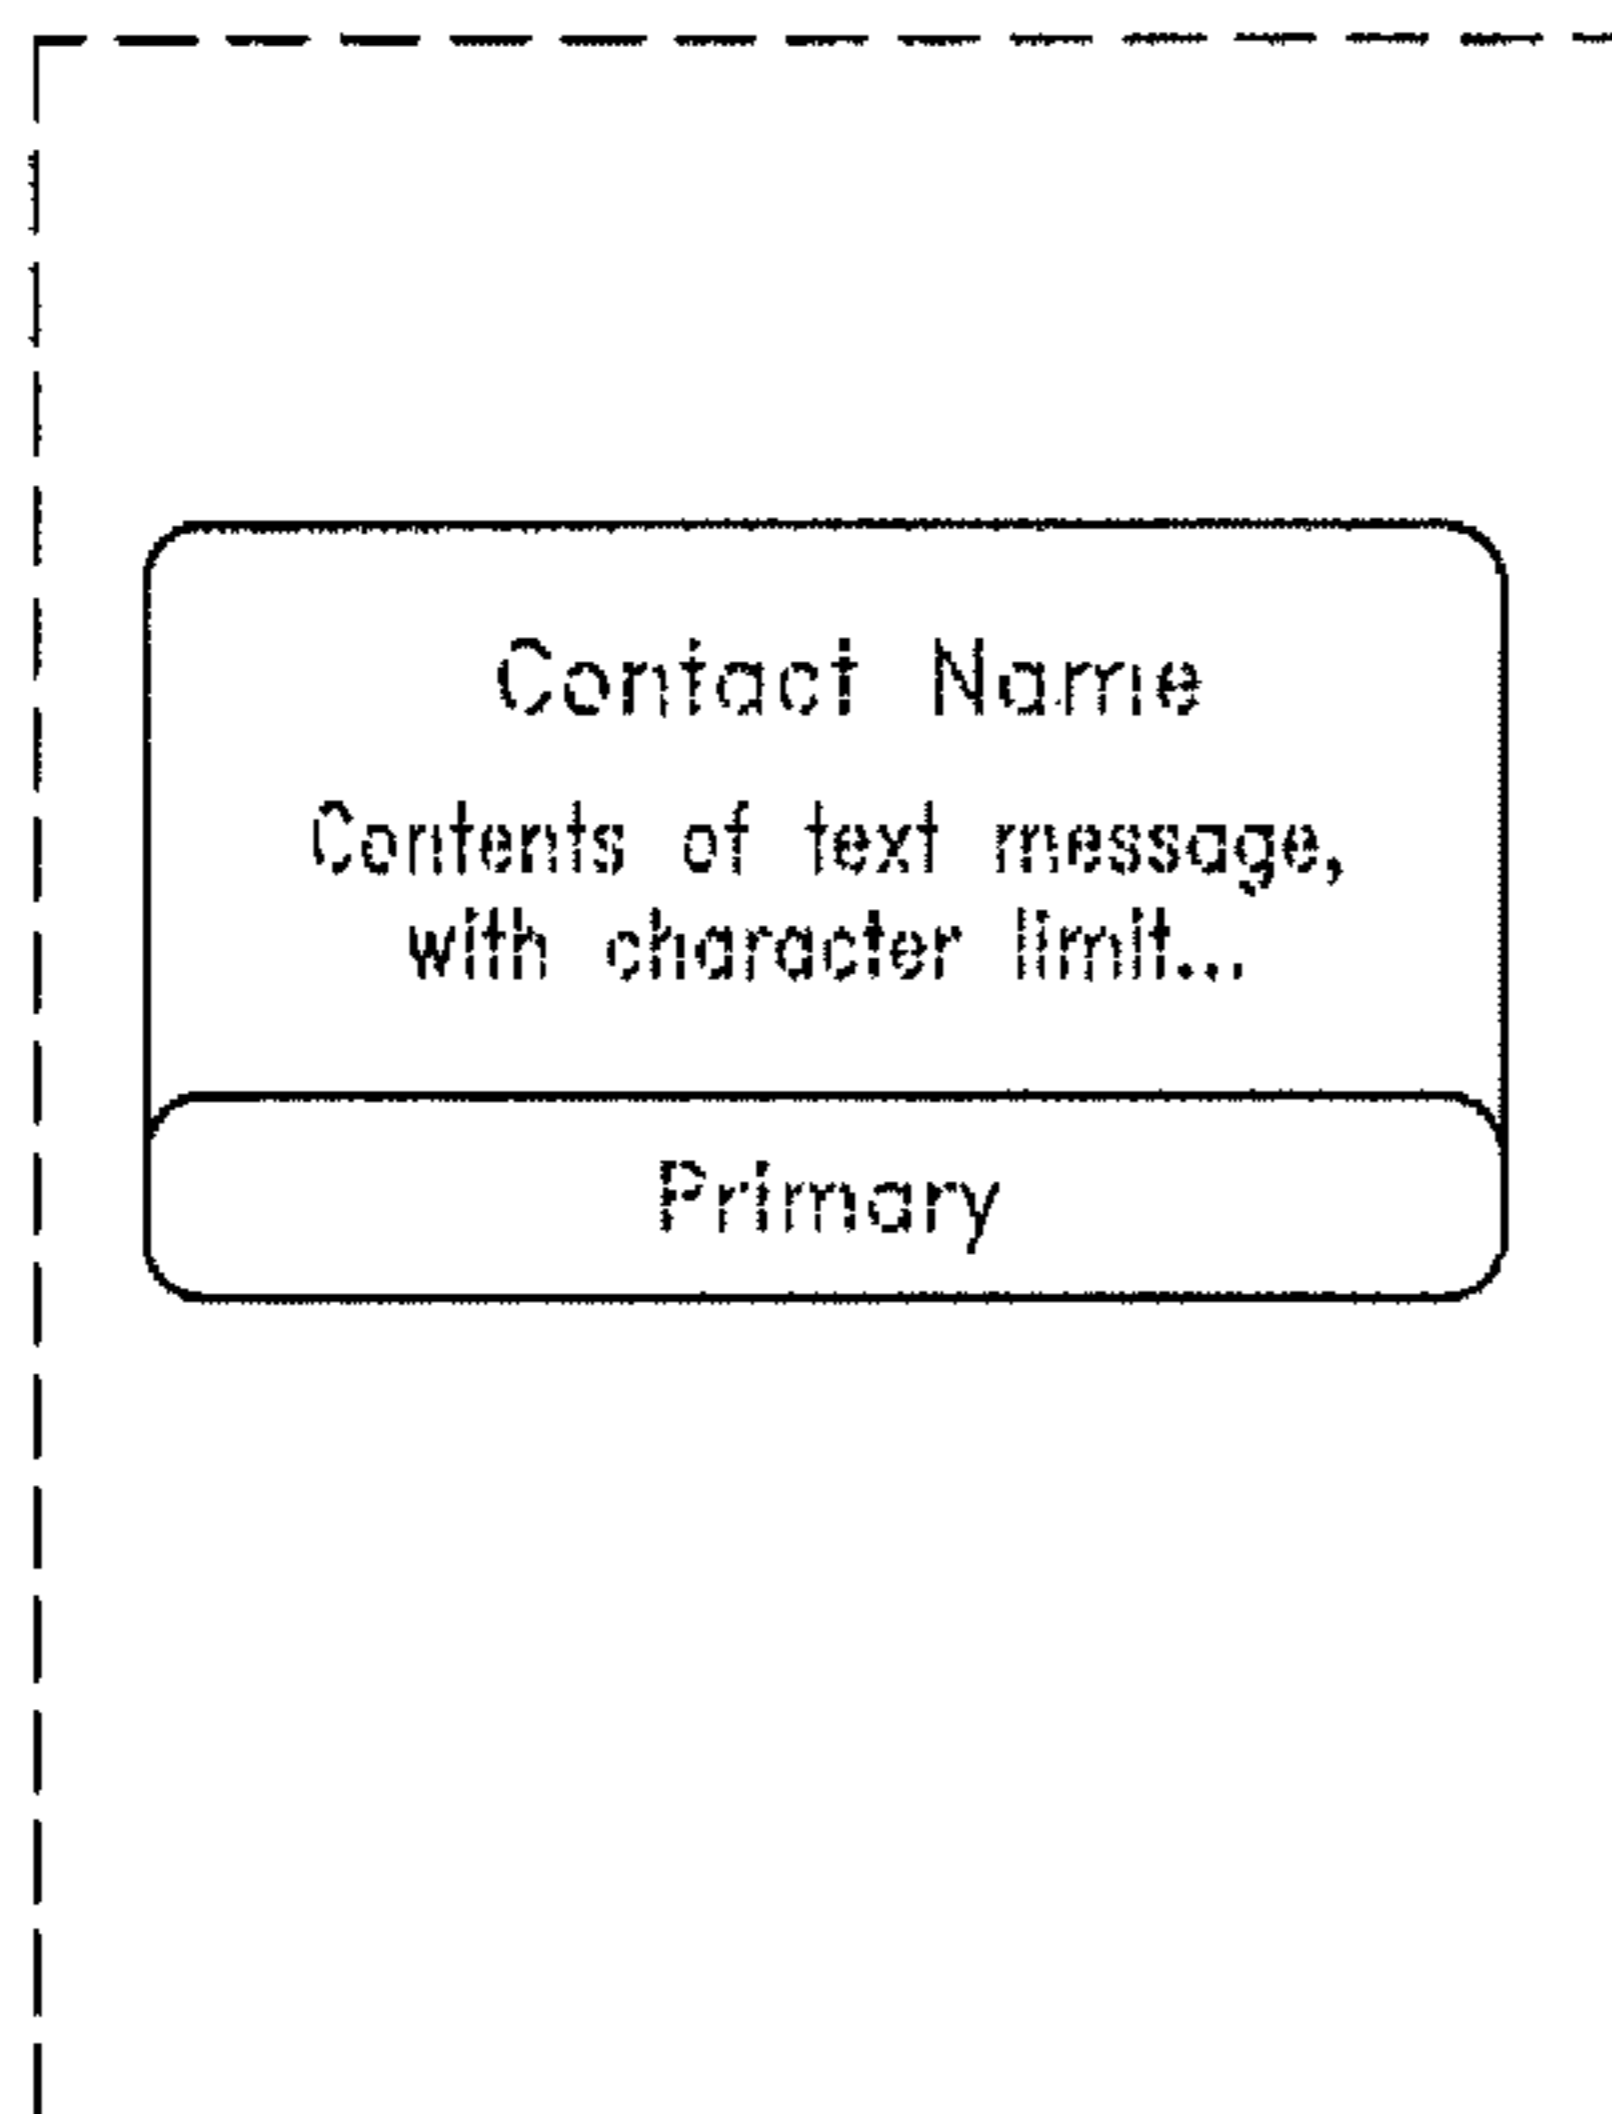 Contact Name
Contents of text message,
with character limit...
Primary